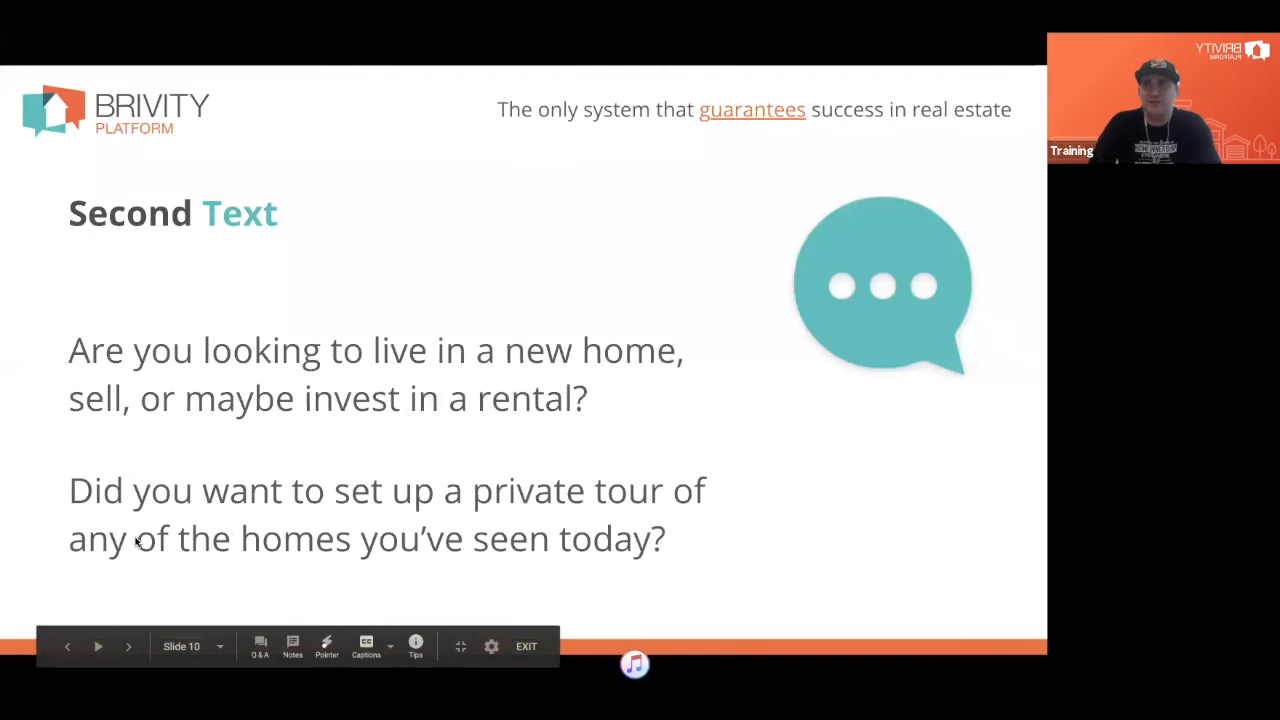 BRIVITY
PLATFORM
The only system that guarantees success in real estate
BRIVITY
PLATFORM
Training
Second Text
Are you looking to live in a new home,
sell, or maybe invest in a rental?
Did you want to set up a private tour of
any of the homes you’ve seen today?
Slide 10
Q & A
Notes
Pointer
Captions
Tips
EXIT